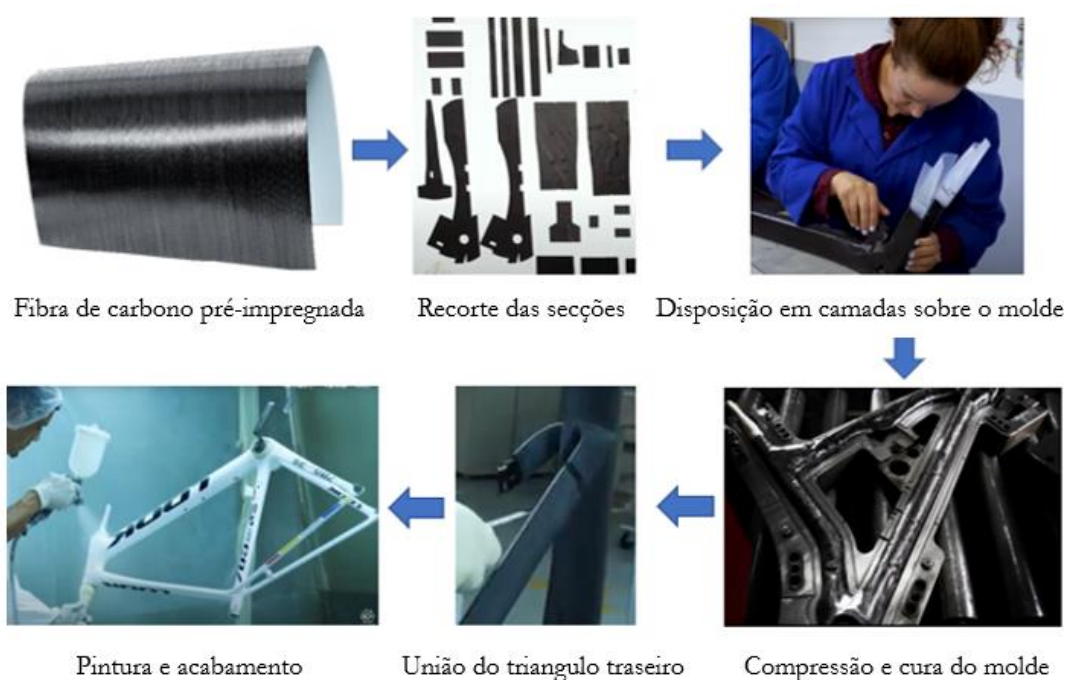 Fibra de carbono pré-impregnada
Recorte das secções
Disposição em camadas sobre o molde
Pintura e acabamento
União do triangulo traseiro
Compressão e cura do molde
LOOK